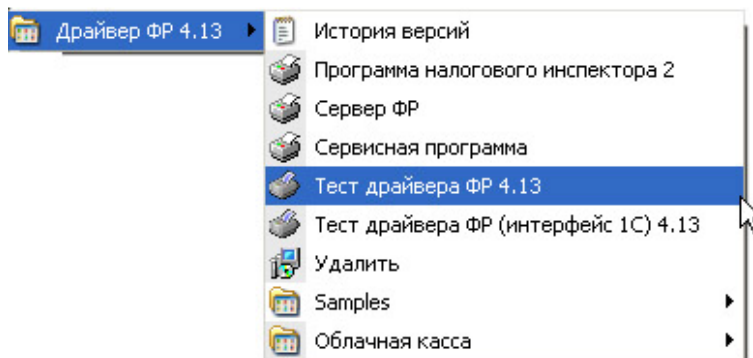 Драйвер ФР 4.13
История версий
Программа налогового инспектора 2
Сервер ФР
Сервисная программа
Тест драйвера ФР 4.13
Тест драйвера ФР (интерфейс 1С) 4.13
Удалить
Samples
Облачная касса